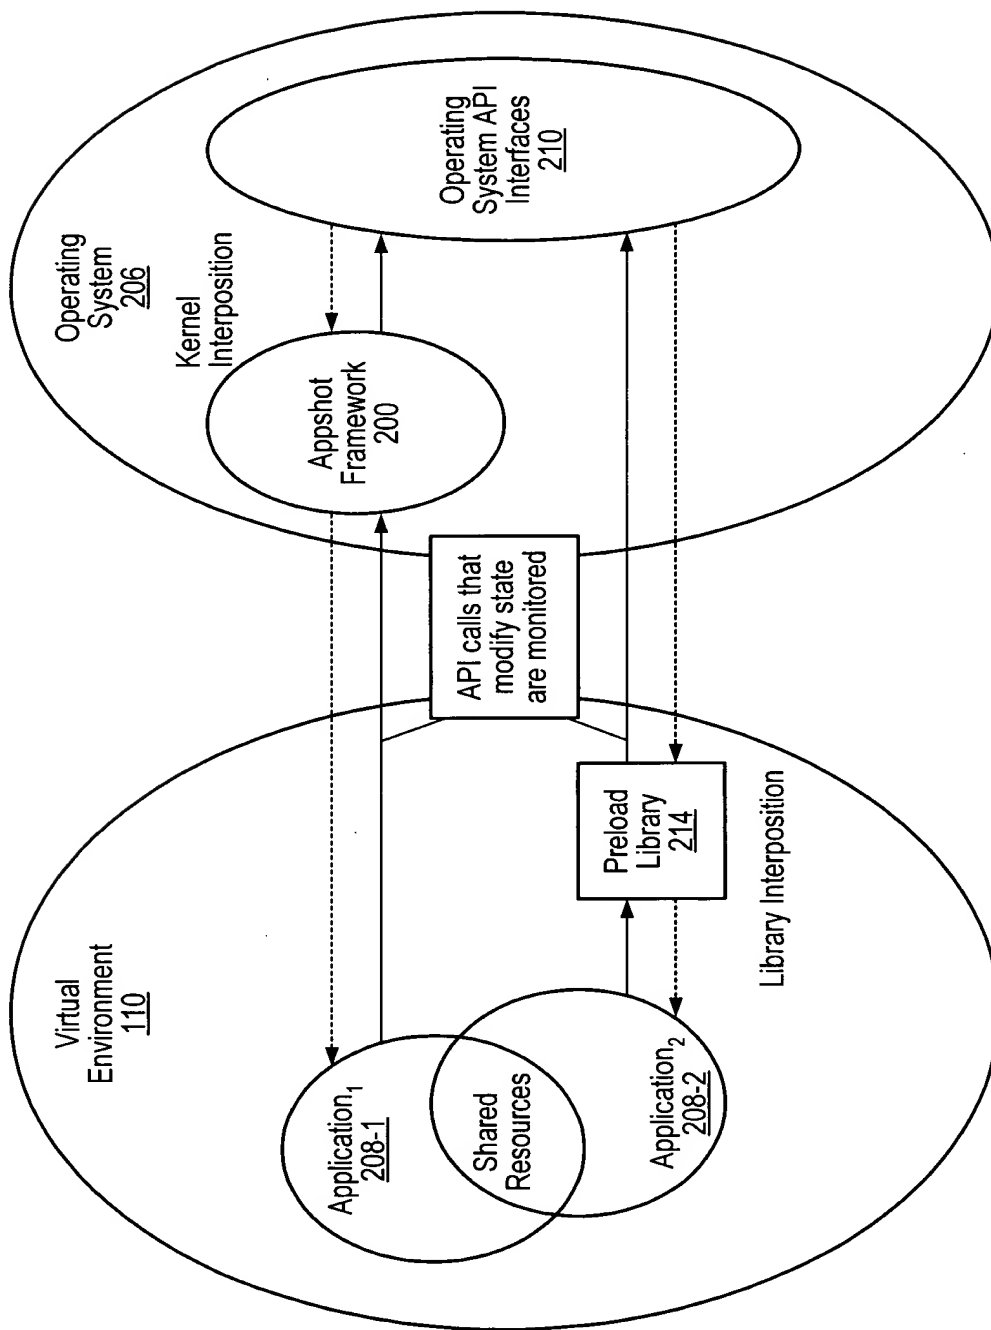 Virtual
Environment
110
Application1
208-1
Shared
Resources
Application2
208-2
Preload
Library
214
Library Interposition
API calls that
modify state
are monitored
Operating
System
206
Kernel
Interposition
Appshot
Framework
200
Operating
System API
Interfaces
210